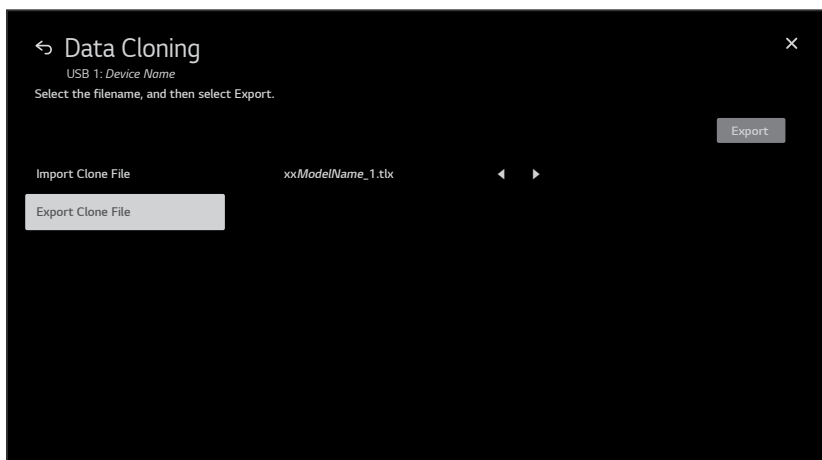 Data Cloning
USB 1: Device Name
Select the filename, and then select Export.
Export
Import Clone File
xxModelName_1.tlx
Export Clone File